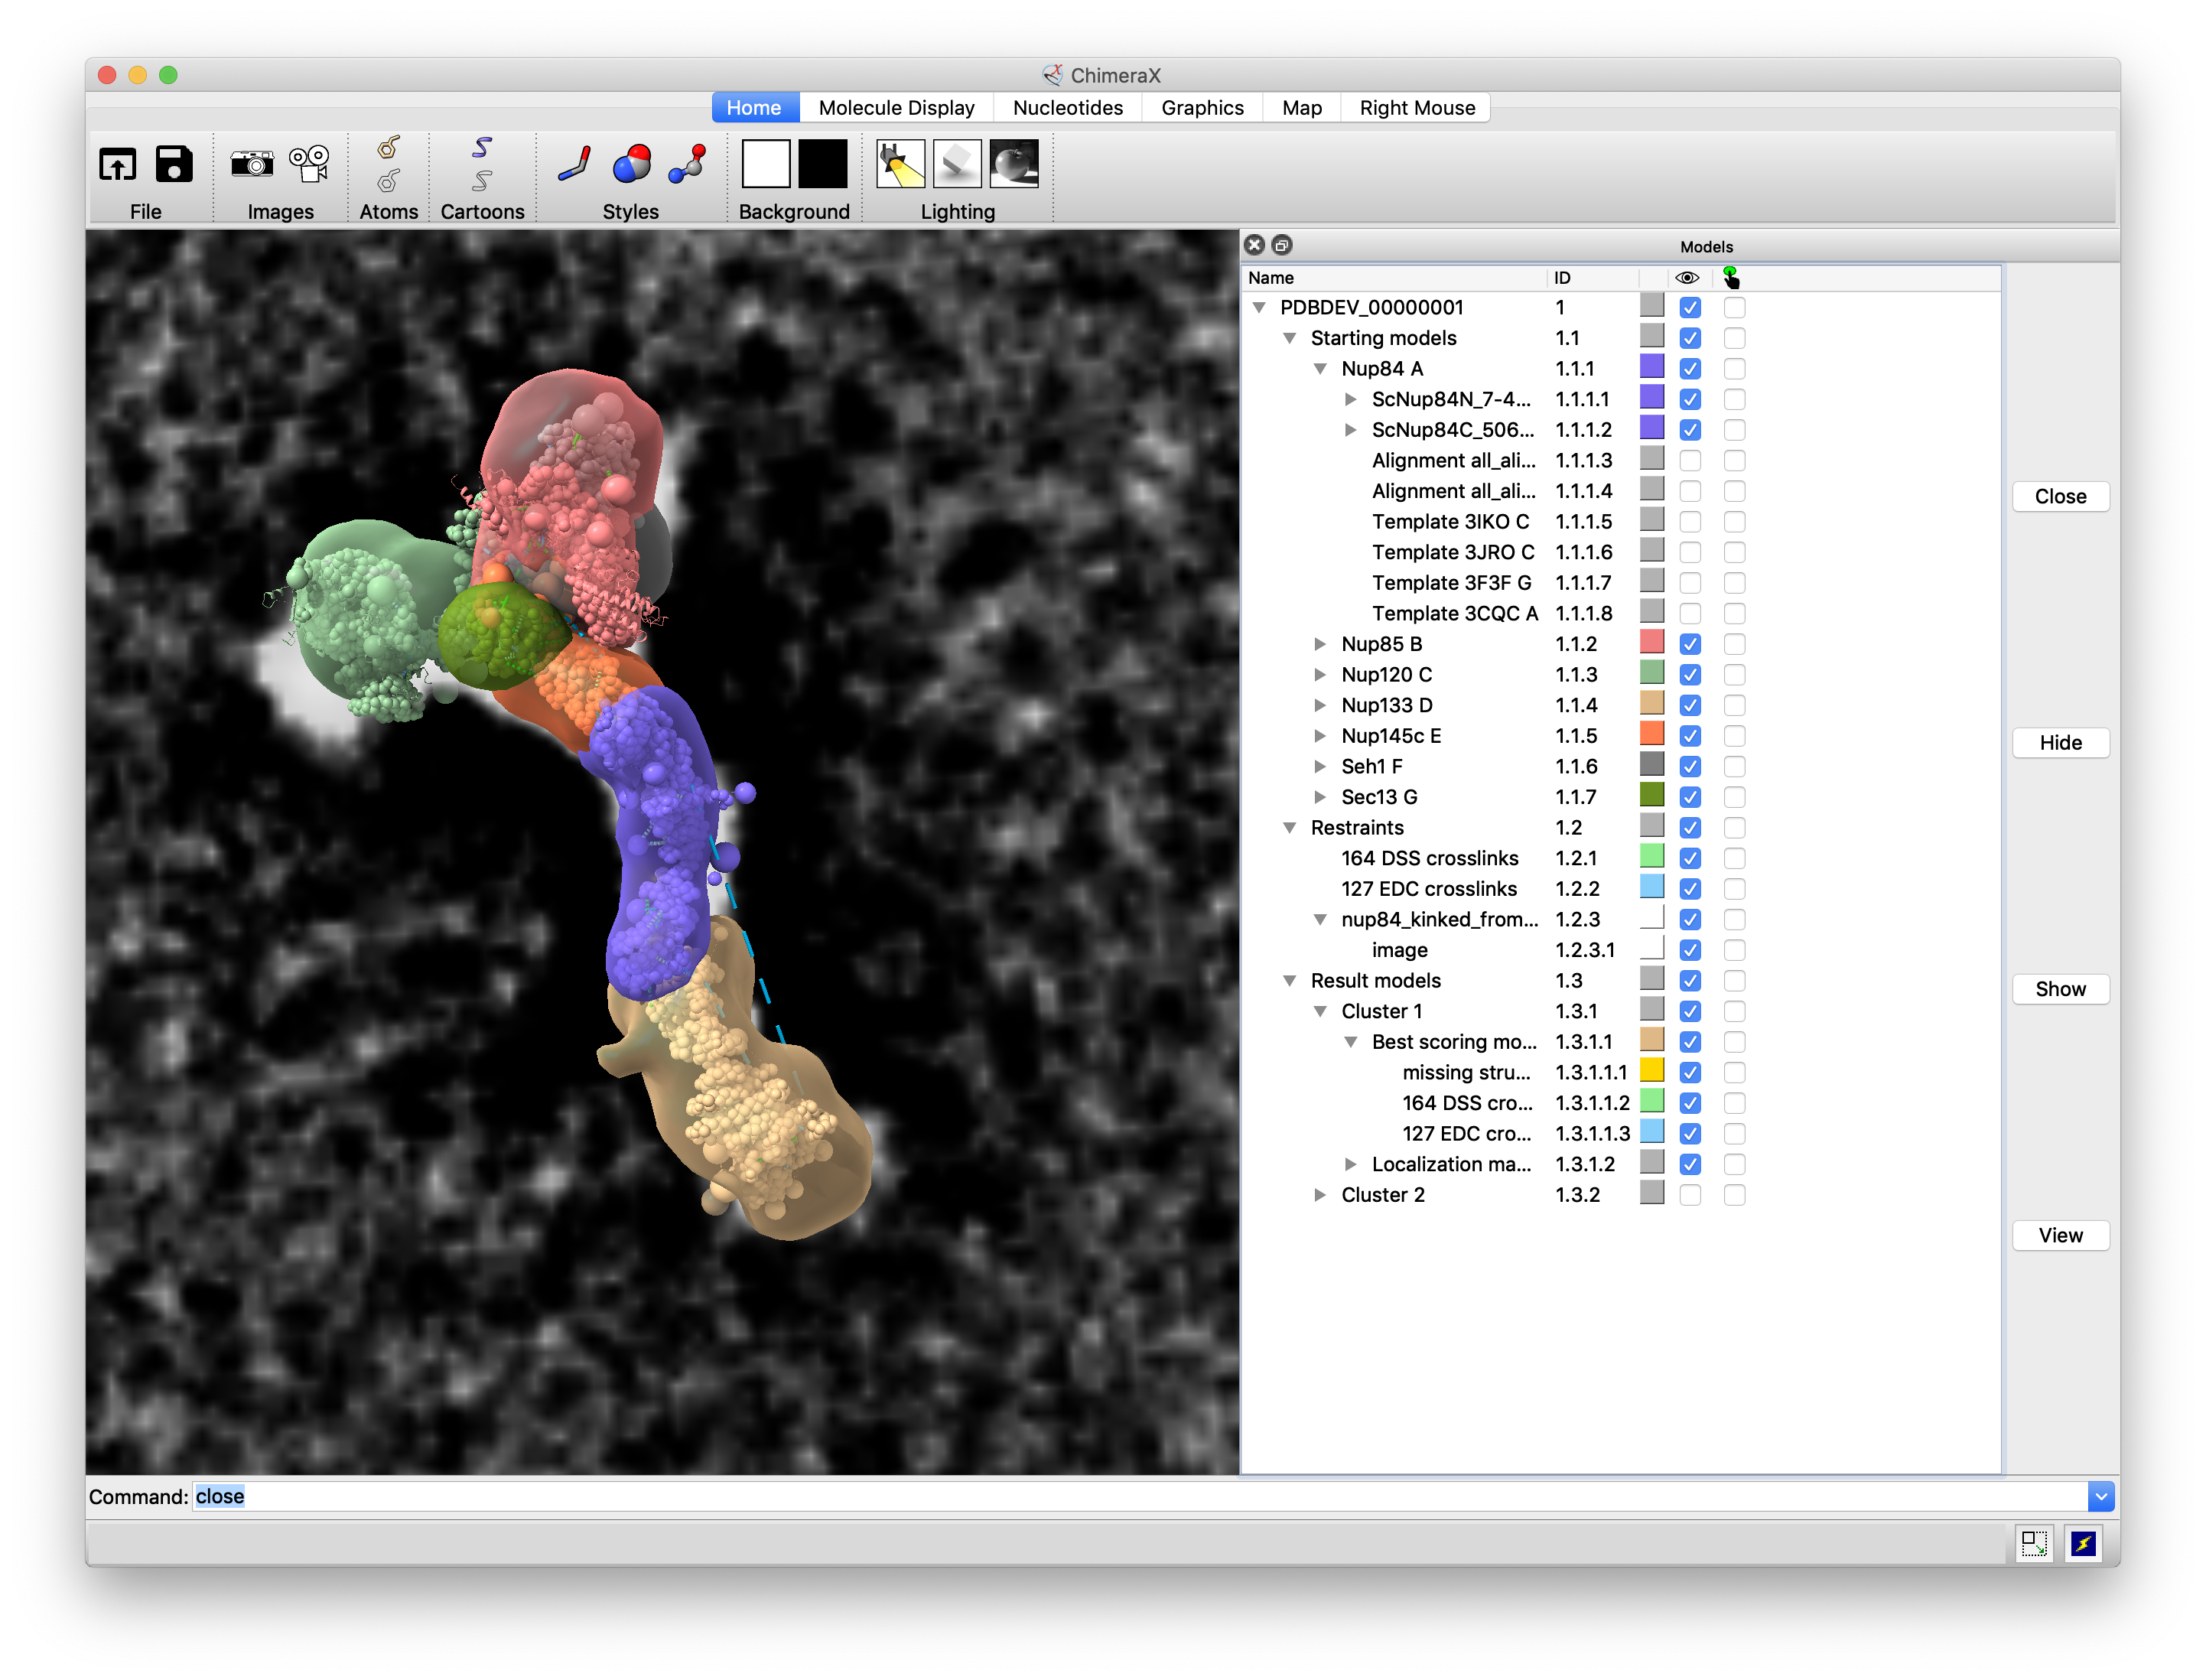 ChimeraX
Home Molecule Display Nucleotides Graphics Map Right Mouse
File Images Atoms Cartoons Styles Background Lighting
Models
Name ID
PDBDEV_00000001 1
Starting models 1.1
Nup84 A 1.1.1
ScNup84N_7-4... 1.1.1.1
ScNup84C_506... 1.1.1.2
Alignment all_ali... 1.1.1.3
Alignment all_ali... 1.1.1.4
Template 3IKO C 1.1.1.5
Template 3JRO C 1.1.1.6
Template 3F3F G 1.1.1.7
Template 3CQC A 1.1.1.8
Nup85 B 1.1.2
Nup120 C 1.1.3
Nup133 D 1.1.4
Nup145c E 1.1.5
Seh1 F 1.1.6
Sec13 G 1.1.7
Restraints 1.2
164 DSS crosslinks 1.2.1
127 EDC crosslinks 1.2.2
nup84_kinked_from... 1.2.3
image 1.2.3.1
Result models 1.3
Cluster 1 1.3.1
Best scoring mo... 1.3.1.1
missing stru... 1.3.1.1.1
164 DSS cro... 1.3.1.1.2
127 EDC cro... 1.3.1.1.3
Localization ma... 1.3.1.2
Cluster 2 1.3.2
Close
Hide
Show
View
Command: close